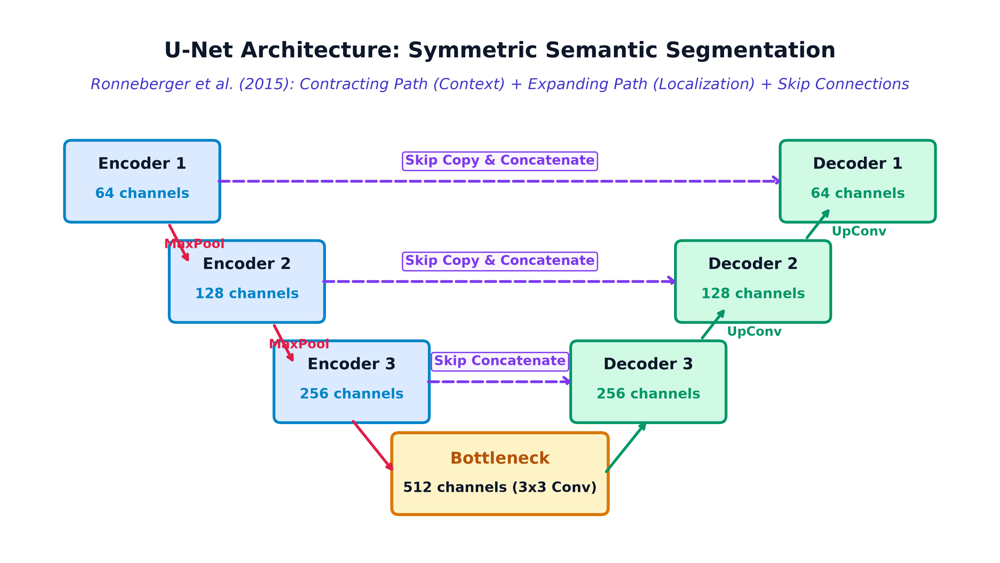 U-Net Architecture: Symmetric Semantic Segmentation
Ronneberger et al. (2015): Contracting Path (Context) + Expanding Path (Localization) + Skip Connections
Encoder 1
64 channels
Skip Copy & Concatenate
Decoder 1
64 channels
MaxPool
UpConv
Encoder 2
128 channels
Skip Copy & Concatenate
Decoder 2
128 channels
MaxPool
UpConv
Encoder 3
256 channels
Skip Concatenate
Decoder 3
256 channels
Bottleneck
512 channels (3x3 Conv)